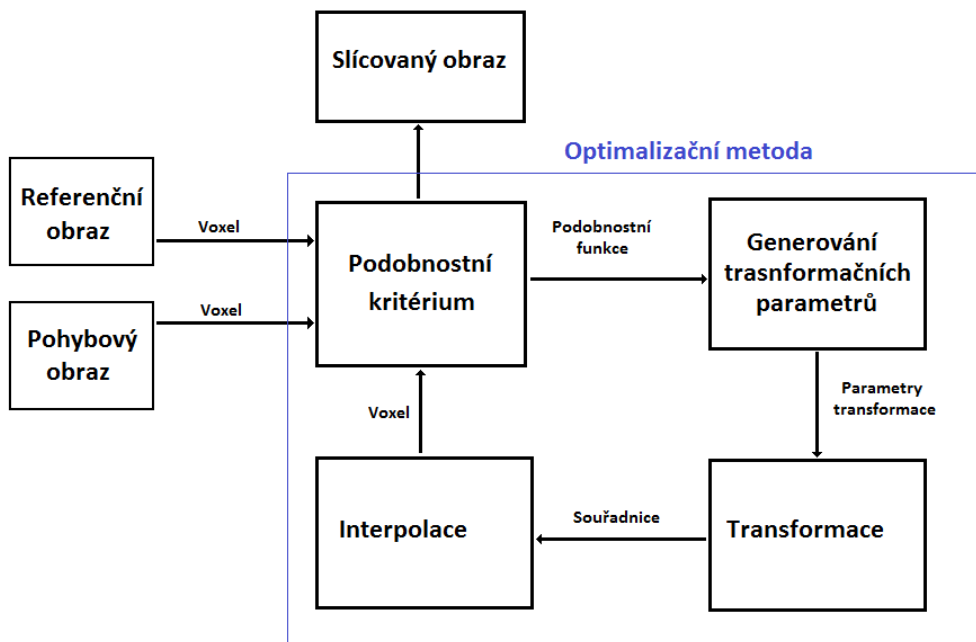 Slícovaný obraz
Optimalizační metoda
Referenční
obraz
Voxel
Podobnostní
kritérium
Podobnostní
funkce
Generování
trasnformačních
parametrů
Pohybový
obraz
Voxel
Voxel
Parametry
transformace
Interpolace
Souřadnice
Transformace